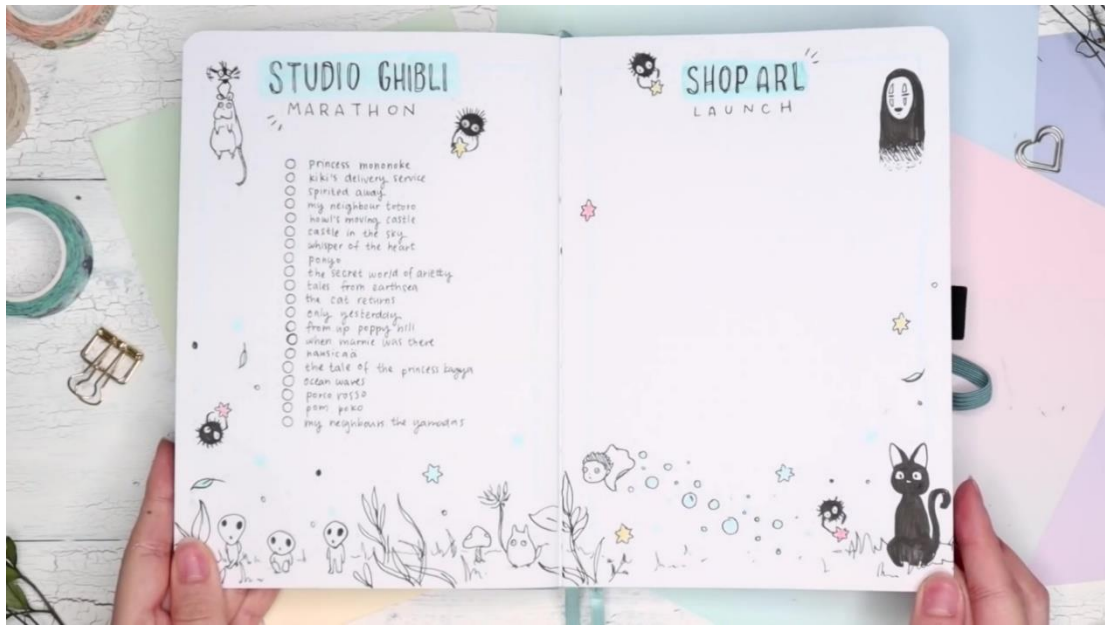 STUDIO GHIBLI
MARATHON
princess mononoke
kiki's delivery service
spirited away
my neighbour totoro
howl's moving castle
castle in the sky
whisper of the heart
ponyo
the secret world of arietty
tales from earthsea
the cat returns
only yesterday
from up poppy hill
when marnie was there
nausicaä
the tale of the princess kaguya
ocean waves
porco rosso
pom poko
my neighbours the yamadas
SHOP ARL
LAUNCH